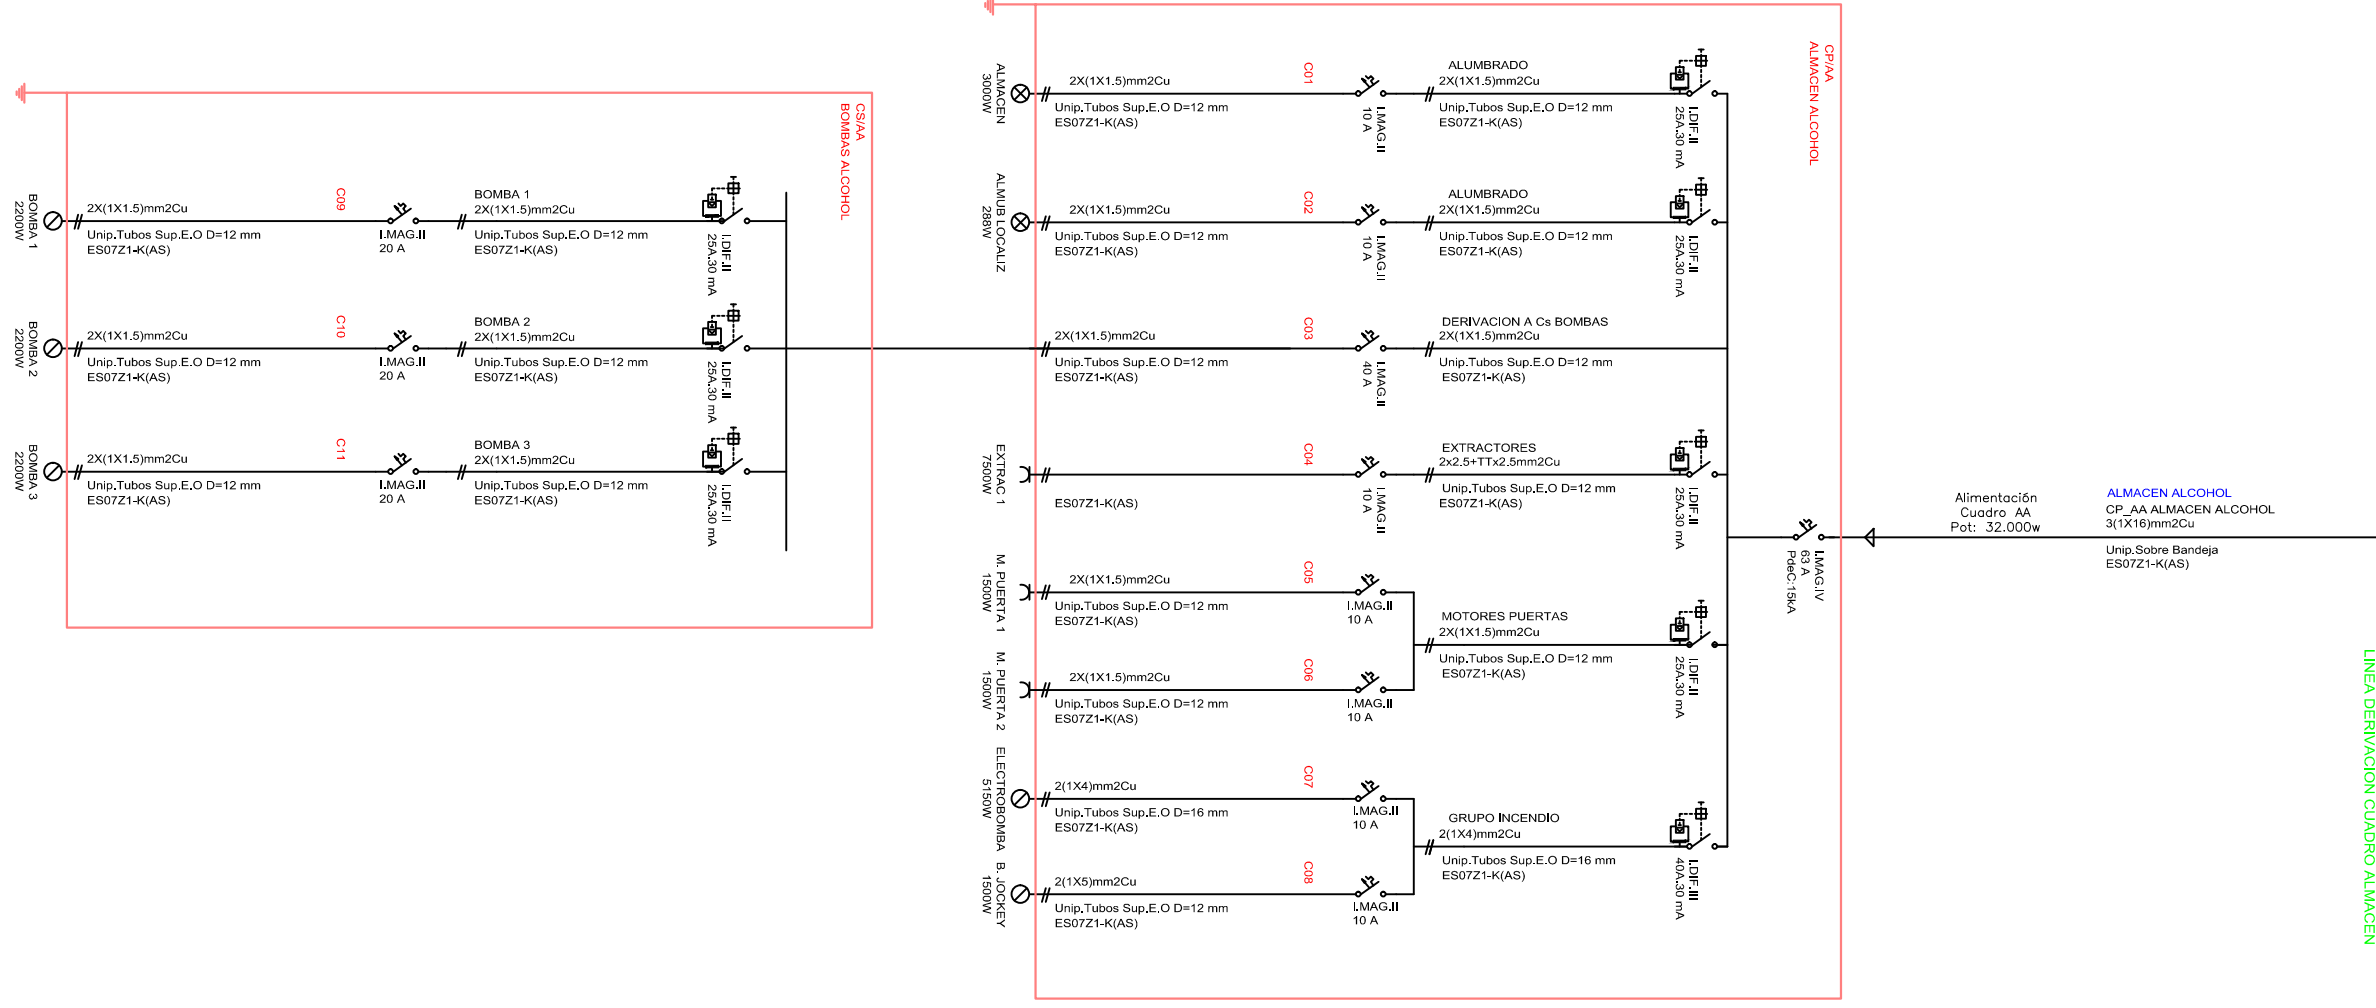 CS/AA
BOMBAS ALCOHOL
BOMBA 1
2200W
2X(1X1.5)mm2Cu
Unip.Tubos Sup.E.O D=12 mm
ES07Z1-K(AS)
C09
I.MAG.II
20 A
BOMBA 1
2X(1X1.5)mm2Cu
Unip.Tubos Sup.E.O D=12 mm
ES07Z1-K(AS)
I.DIF.II
25A.30 mA
BOMBA 2
2200W
2X(1X1.5)mm2Cu
Unip.Tubos Sup.E.O D=12 mm
ES07Z1-K(AS)
C10
I.MAG.II
20 A
BOMBA 2
2X(1X1.5)mm2Cu
Unip.Tubos Sup.E.O D=12 mm
ES07Z1-K(AS)
I.DIF.II
25A.30 mA
BOMBA 3
2200W
2X(1X1.5)mm2Cu
Unip.Tubos Sup.E.O D=12 mm
ES07Z1-K(AS)
C11
I.MAG.II
20 A
BOMBA 3
2X(1X1.5)mm2Cu
Unip.Tubos Sup.E.O D=12 mm
ES07Z1-K(AS)
I.DIF.II
25A.30 mA
CP/AA
ALMACEN ALCOHOL
ALMACEN
3000W
2X(1X1.5)mm2Cu
Unip.Tubos Sup.E.O D=12 mm
ES07Z1-K(AS)
C01
I.MAG.II
10 A
ALUMBRADO
2X(1X1.5)mm2Cu
Unip.Tubos Sup.E.O D=12 mm
ES07Z1-K(AS)
I.DIF.II
25A.30 mA
ALMUB LOCALIZ
288W
2X(1X1.5)mm2Cu
Unip.Tubos Sup.E.O D=12 mm
ES07Z1-K(AS)
C02
I.MAG.II
10 A
ALUMBRADO
2X(1X1.5)mm2Cu
Unip.Tubos Sup.E.O D=12 mm
ES07Z1-K(AS)
I.DIF.II
25A.30 mA
2X(1X1.5)mm2Cu
Unip.Tubos Sup.E.O D=12 mm
ES07Z1-K(AS)
C03
I.MAG.II
40 A
DERIVACION A Cs BOMBAS
2X(1X1.5)mm2Cu
Unip.Tubos Sup.E.O D=12 mm
ES07Z1-K(AS)
EXTRAC 1
7500W
ES07Z1-K(AS)
C04
I.MAG.II
10 A
EXTRACTORES
2x2.5+TTx2.5mm2Cu
Unip.Tubos Sup.E.O D=12 mm
ES07Z1-K(AS)
I.DIF.II
25A.30 mA
M. PUERTA 1
1500W
2X(1X1.5)mm2Cu
Unip.Tubos Sup.E.O D=12 mm
ES07Z1-K(AS)
C05
I.MAG.II
10 A
MOTORES PUERTAS
2X(1X1.5)mm2Cu
Unip.Tubos Sup.E.O D=12 mm
ES07Z1-K(AS)
I.DIF.II
25A.30 mA
M. PUERTA 2
1500W
2X(1X1.5)mm2Cu
Unip.Tubos Sup.E.O D=12 mm
ES07Z1-K(AS)
C06
I.MAG.II
10 A
ELECTROBOMBA
5150W
2(1X4)mm2Cu
Unip.Tubos Sup.E.O D=16 mm
ES07Z1-K(AS)
C07
I.MAG.II
10 A
GRUPO INCENDIO
2(1X4)mm2Cu
Unip.Tubos Sup.E.O D=16 mm
ES07Z1-K(AS)
I.DIF.III
40A.30 mA
B. JOCKEY
1500W
2(1X5)mm2Cu
Unip.Tubos Sup.E.O D=12 mm
ES07Z1-K(AS)
C08
I.MAG.II
10 A
I.MAG.IV
63 A
PdeC:15kA
Alimentación
Cuadro AA
Pot: 32.000w
ALMACEN ALCOHOL
CP_AA ALMACEN ALCOHOL
3(1X16)mm2Cu
Unip.Sobre Bandeja
ES07Z1-K(AS)
LINEA DERIVACION CUADRO ALMACEN